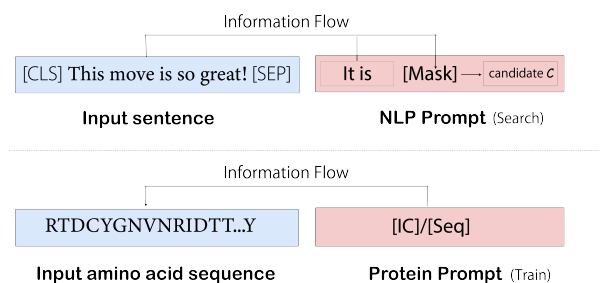 Information Flow
[CLS] This move is so great! [SEP]
It is [Mask] candidate C
Input sentence
NLP Prompt (Search)
Information Flow
RTDCYGNVNRIDTT...Y
[IC]/[Seq]
Input amino acid sequence
Protein Prompt (Train)